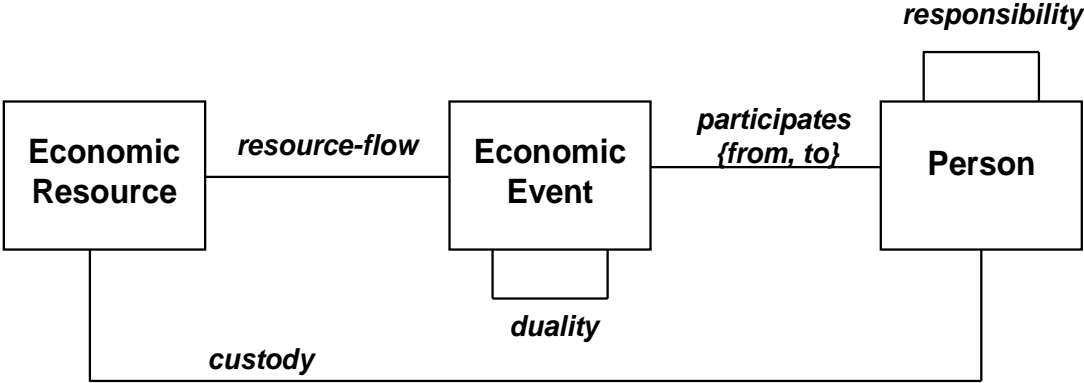 responsibility
Economic
Resource
resource-flow
Economic
Event
participates
{from, to}
Person
duality
custody